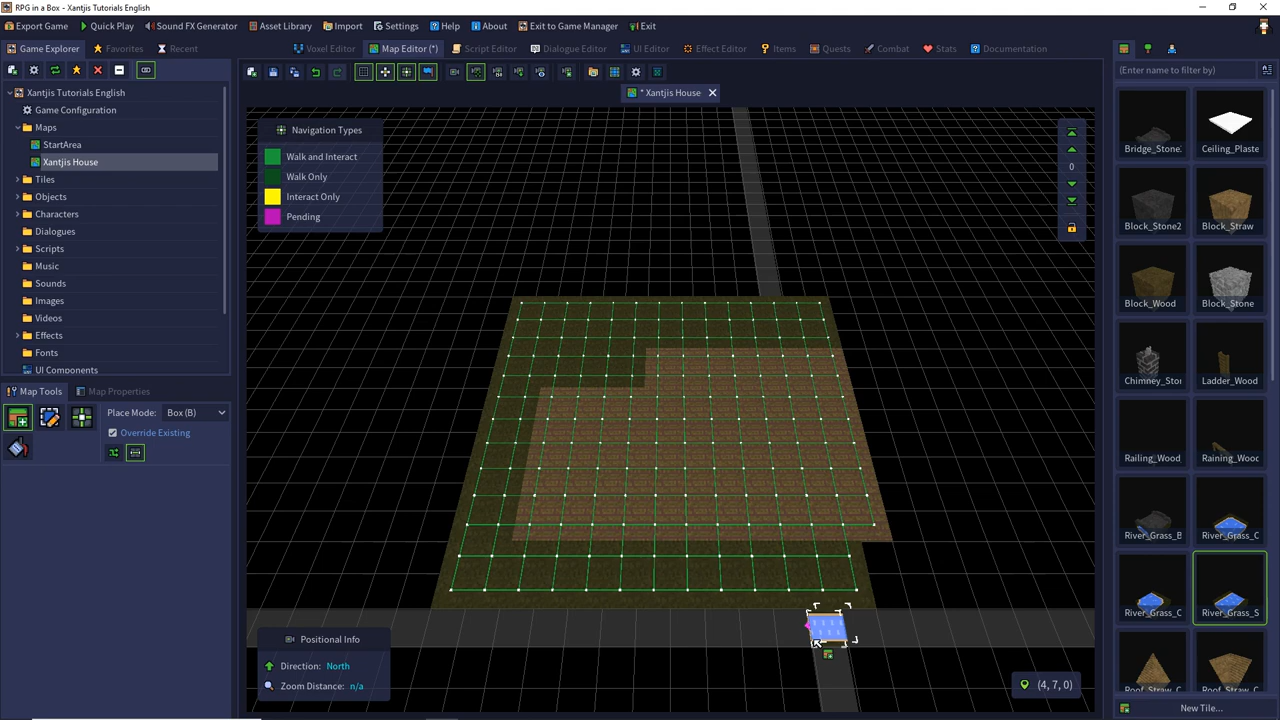 RPG in a Box - Xantjis Tutorials English
Export Game Quick Play Sound FX Generator Asset Library Import Settings Help About Exit to Game Manager Exit
Game Explorer Favorites Recent Voxel Editor Map Editor (*) Script Editor Dialogue Editor UI Editor Effect Editor Items Quests Combat Stats Documentation
(Enter name to filter by)
* Xantjis House
Xantjis Tutorials English
Game Configuration
Maps
StartArea
Xantjis House
Tiles
Objects
Characters
Dialogues
Scripts
Music
Sounds
Images
Videos
Effects
Fonts
UI Components
Map Tools Map Properties
Place Mode: Box (B)
Override Existing
Navigation Types
Walk and Interact
Walk Only
Interact Only
Pending
0
Positional Info
Direction: North
Zoom Distance: n/a
(4, 7, 0)
Bridge_Stone Ceiling_Plaste
Block_Stone2 Block_Straw
Block_Wood Block_Stone
Chimney_Stor Ladder_Wood
Railing_Wood Raining_Wooc
River_Grass_B River_Grass_C
River_Grass_C River_Grass_S
Roof_Straw_C Roof_Straw_C
New Tile...